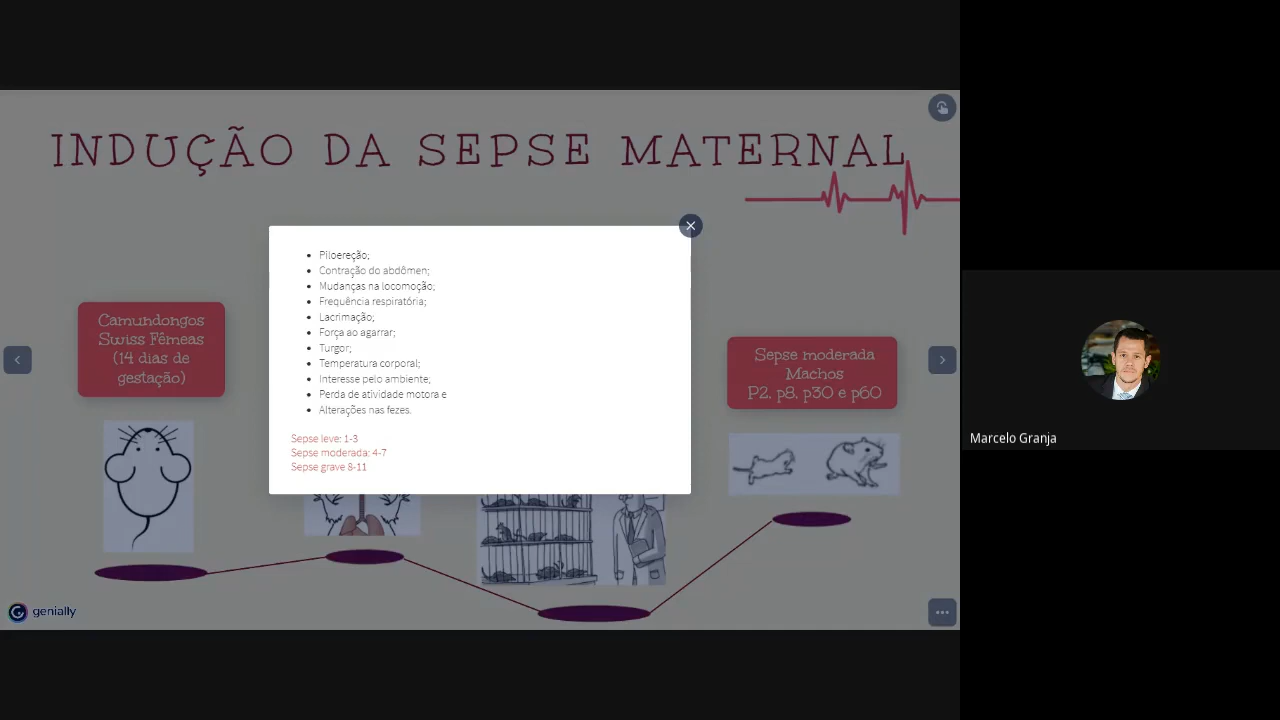 INDUÇÃO DA SEPSE MATERNAL
Piloereção;
Contração do abdômen;
Mudanças na locomoção;
Frequência respiratória;
Lacrimação;
Força ao agarrar;
Turgor;
Temperatura corporal;
Interesse pelo ambiente;
Perda de atividade motora e
Alterações nas fezes.
Sepse leve: 1-3
Sepse moderada: 4-7
Sepse grave 8-11
Camundongos
Swiss Fêmeas
(14 dias de
gestação)
Sepse moderada
Machos
P2, p8, p30 e p60
genially
Marcelo Granja